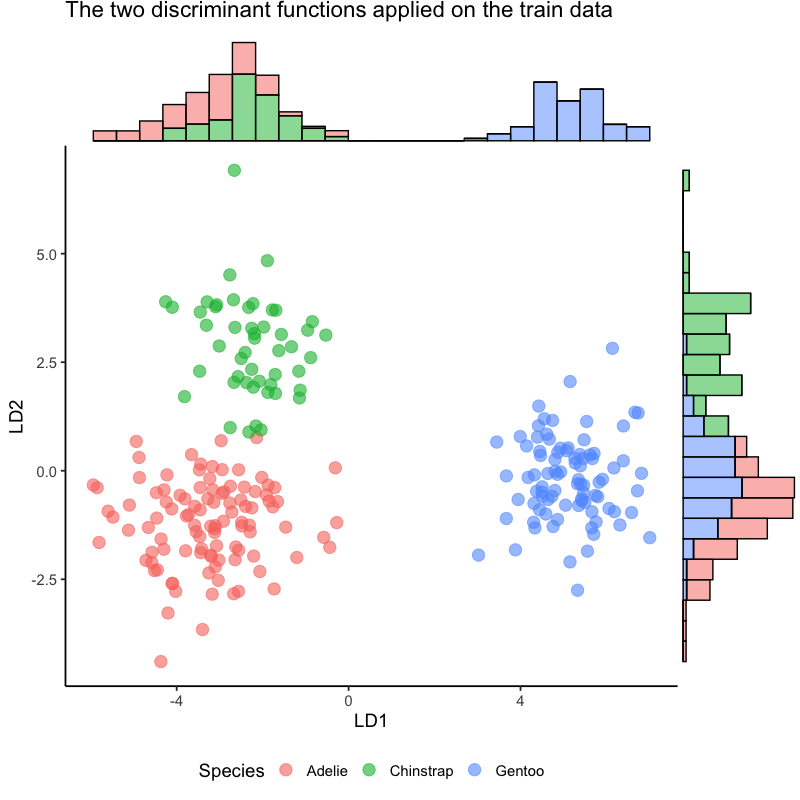 The two discriminant functions applied on the train data
5.0
2.5
0.0
-2.5
LD2
-4 0 4
LD1
Species Adelie Chinstrap Gentoo